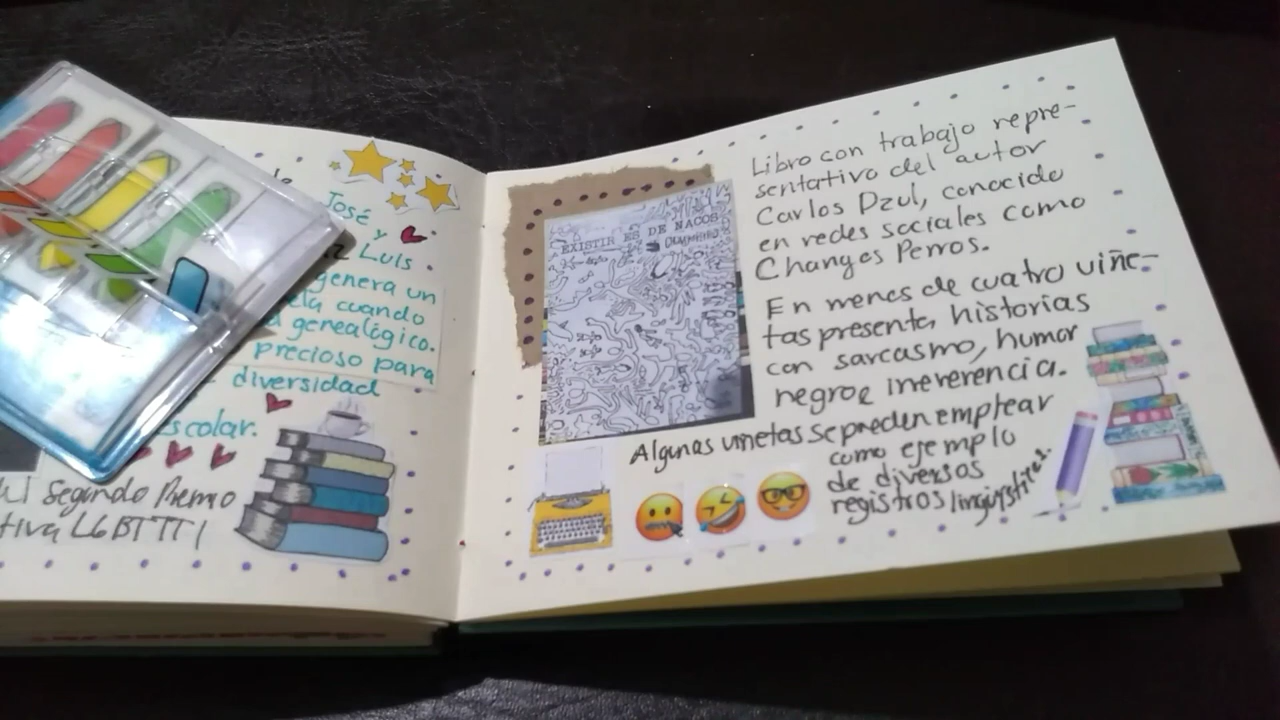 José
y
Luis
genera un
cuando
genealógico.
precioso para
diversidad
escolar.
Segundo Premio
LGBTTTI
EXISTIR ES DE NACOS
Libro con trabajo repre-
sentativo del autor
Carlos Dzul, conocido
en redes sociales como
Changos Perros.
En menos de cuatro viñe-
tas presenta historias
con sarcasmo, humor
negro e irreverencia.
Algunas viñetas se pueden emplear
como ejemplo
de diversos
registros lingüísticos.